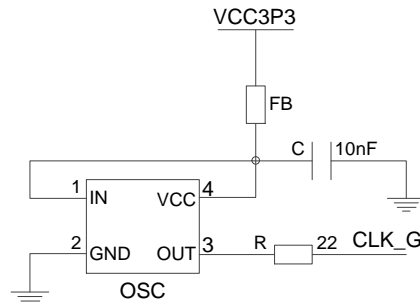 VCC3P3
FB
C 10nF
1 IN VCC 4
2 GND OUT 3 R 22 CLK_G
OSC